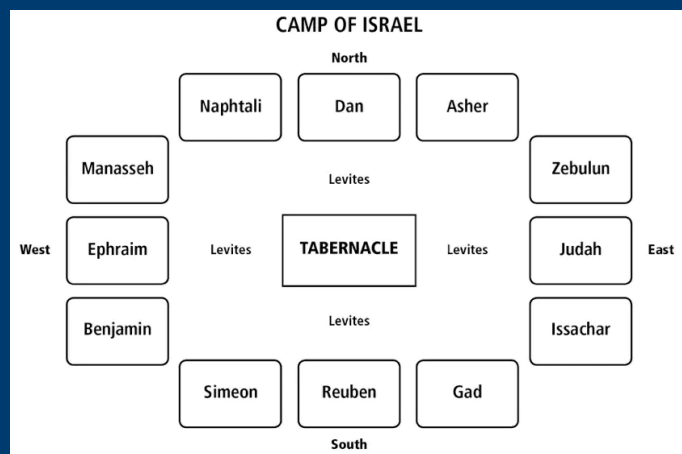 CAMP OF ISRAEL
North
Naphtali Dan Asher
Manasseh Levites Zebulun
West Ephraim Levites TABERNACLE Levites Judah East
Benjamin Levites Issachar
Simeon Reuben Gad
South